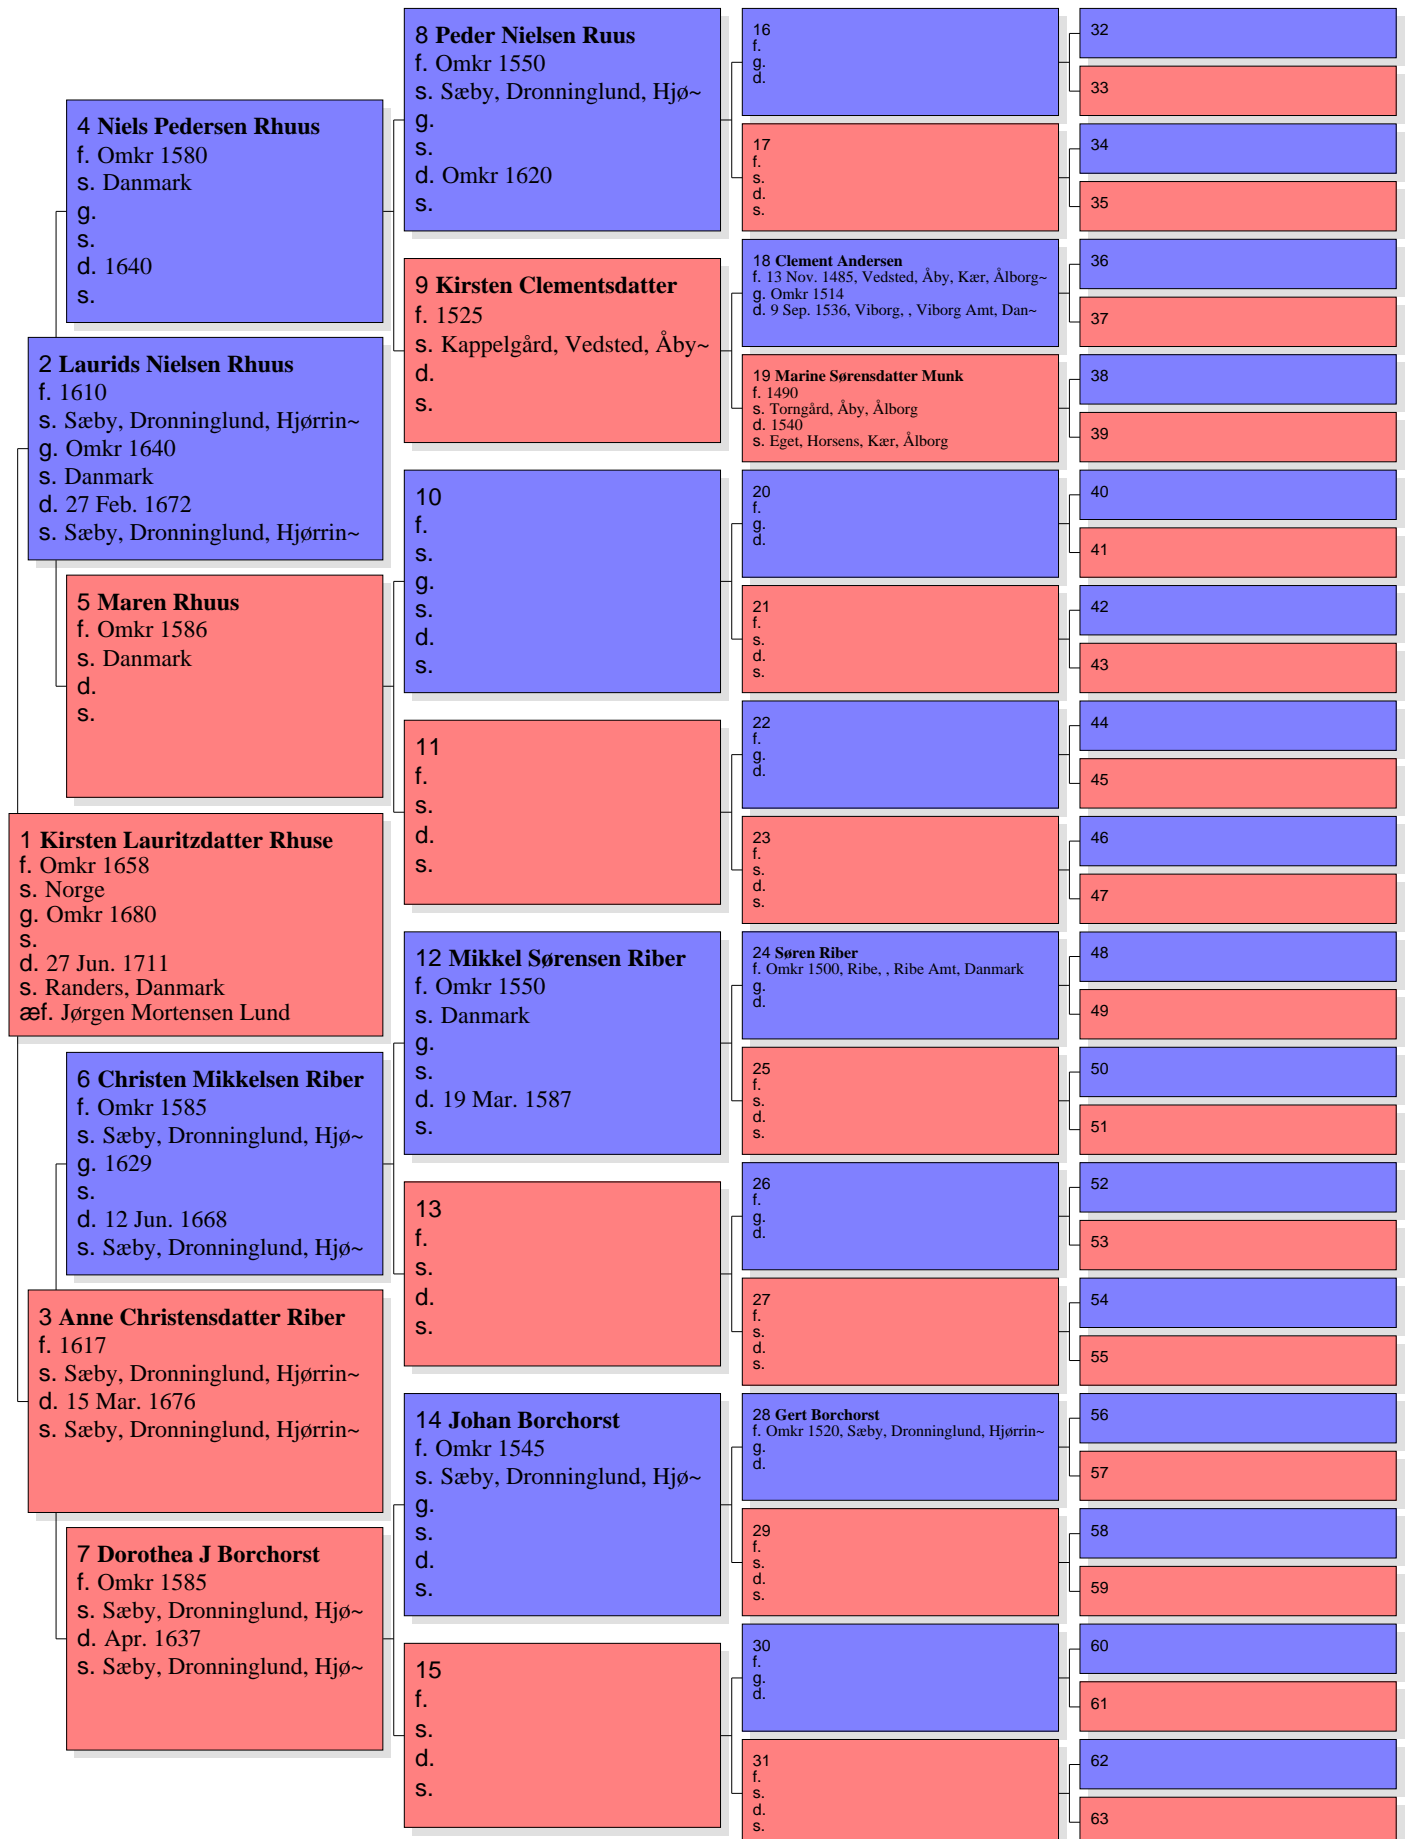 1 Kirsten Lauritzdatter Rhuse
f. Omkr 1658
s. Norge
g. Omkr 1680
s.
d. 27 Jun. 1711
s. Randers, Danmark
æf. Jørgen Mortensen Lund
2 Laurids Nielsen Rhuus
f. 1610
s. Sæby, Dronninglund, Hjørrin~
g. Omkr 1640
s. Danmark
d. 27 Feb. 1672
s. Sæby, Dronninglund, Hjørrin~
3 Anne Christensdatter Riber
f. 1617
s. Sæby, Dronninglund, Hjørrin~
d. 15 Mar. 1676
s. Sæby, Dronninglund, Hjørrin~
4 Niels Pedersen Rhuus
f. Omkr 1580
s. Danmark
g.
s.
d. 1640
s.
5 Maren Rhuus
f. Omkr 1586
s. Danmark
d.
s.
6 Christen Mikkelsen Riber
f. Omkr 1585
s. Sæby, Dronninglund, Hjø~
g. 1629
s.
d. 12 Jun. 1668
s. Sæby, Dronninglund, Hjø~
7 Dorothea J Borchorst
f. Omkr 1585
s. Sæby, Dronninglund, Hjø~
d. Apr. 1637
s. Sæby, Dronninglund, Hjø~
8 Peder Nielsen Ruus
f. Omkr 1550
s. Sæby, Dronninglund, Hjø~
g.
s.
d. Omkr 1620
s.
9 Kirsten Clementsdatter
f. 1525
s. Kappelgård, Vedsted, Åby~
d.
s.
10
f.
s.
g.
s.
d.
s.
11
f.
s.
d.
s.
12 Mikkel Sørensen Riber
f. Omkr 1550
s. Danmark
g.
s.
d. 19 Mar. 1587
s.
13
f.
s.
d.
s.
14 Johan Borchorst
f. Omkr 1545
s. Sæby, Dronninglund, Hjø~
g.
s.
d.
s.
15
f.
s.
d.
s.
16
f.
g.
d.
17
f.
s.
d.
s.
18 Clement Andersen
f. 13 Nov. 1485, Vedsted, Åby, Kær, Ålborg~
g. Omkr 1514
d. 9 Sep. 1536, Viborg, , Viborg Amt, Dan~
19 Marine Sørensdatter Munk
f. 1490
s. Torngård, Åby, Ålborg
d. 1540
s. Eget, Horsens, Kær, Ålborg
20
f.
g.
d.
21
f.
s.
d.
s.
22
f.
g.
d.
23
f.
s.
d.
s.
24 Søren Riber
f. Omkr 1500, Ribe, , Ribe Amt, Danmark
g.
d.
25
f.
s.
d.
s.
26
f.
g.
d.
27
f.
s.
d.
s.
28 Gert Borchorst
f. Omkr 1520, Sæby, Dronninglund, Hjørrin~
g.
d.
29
f.
s.
d.
s.
30
f.
g.
d.
31
f.
s.
d.
s.
32
33
34
35
36
37
38
39
40
41
42
43
44
45
46
47
48
49
50
51
52
53
54
55
56
57
58
59
60
61
62
63